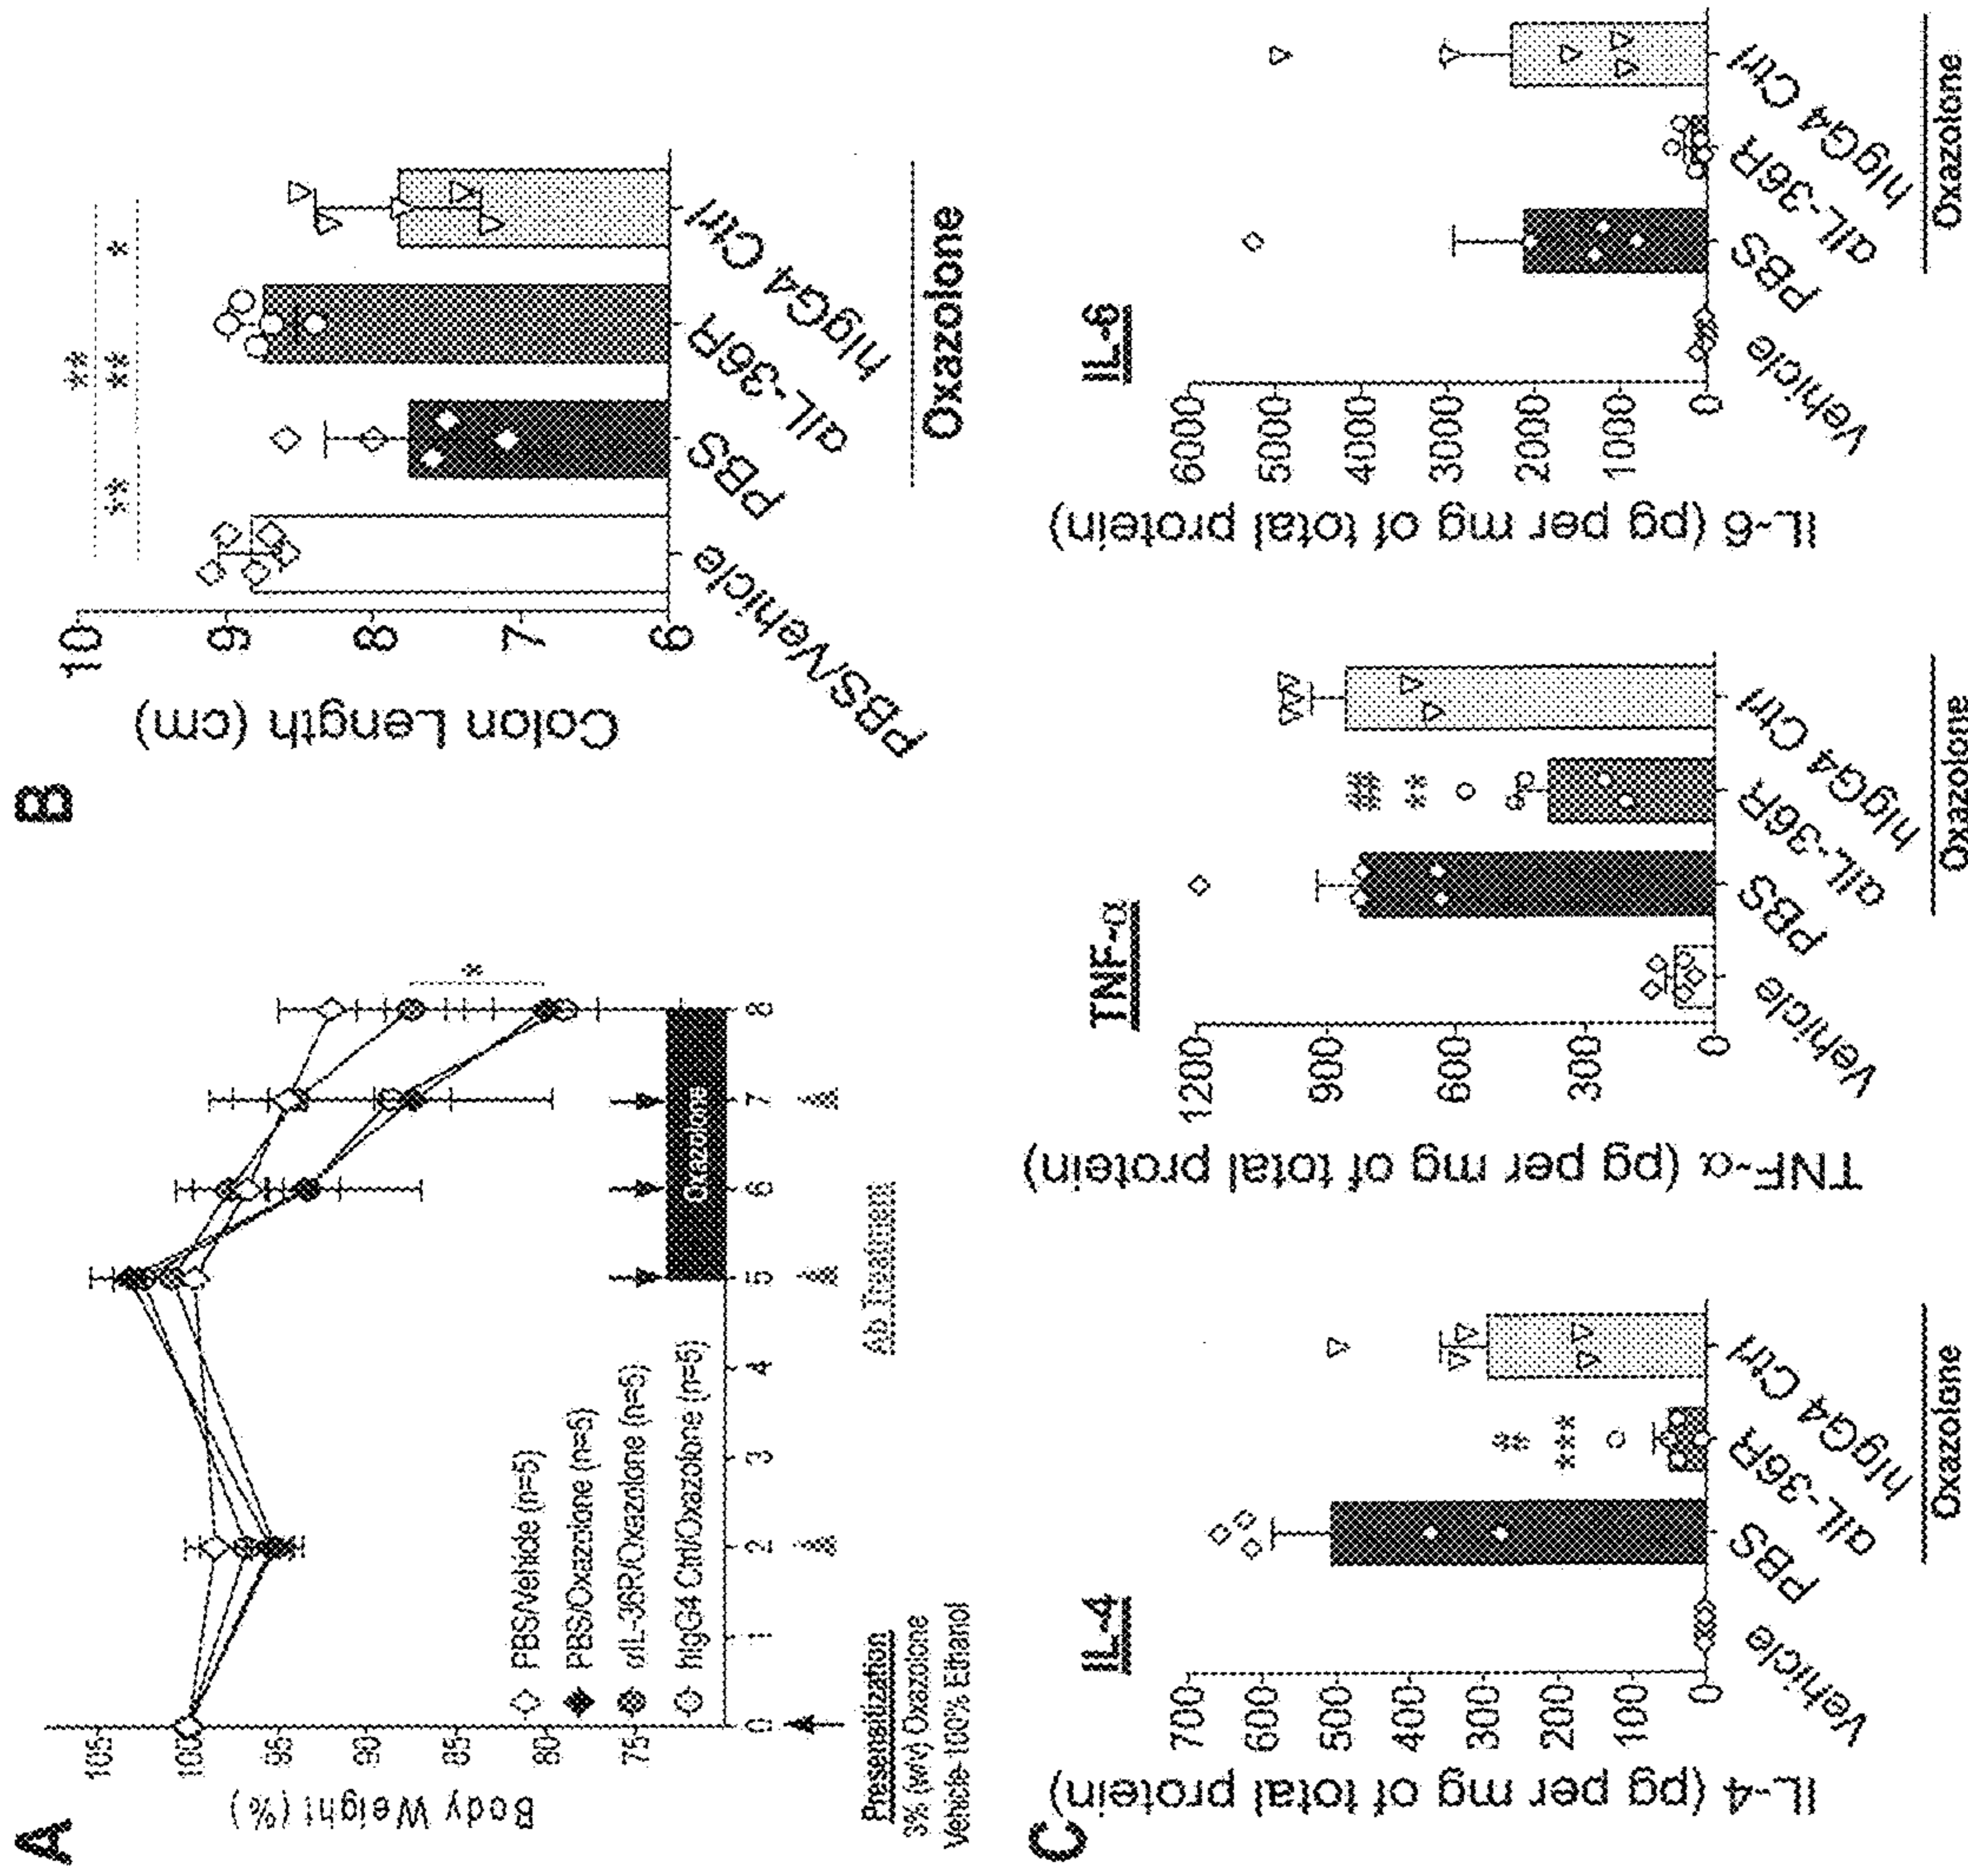 A
Body Weight (%)
105
100
95
90
85
80
75
◇ PBS/Vehicle (n=5)
◆ PBS/Oxazolone (n=5)
αIL-36R/Oxazolone (n=5)
hIgG4 Ctrl/Oxazolone (n=5)
*
Oxazolone
0 1 2 3 4 5 6 7 8
Presensitization
3% (w/v) Oxazolone
Vehicle-100% Ethanol
Ab Treatment
B
Colon Length (cm)
10
9
8
7
6
**
** ** *
PBS/Vehicle
PBS
αIL-36R
hIgG4 Ctrl
Oxazolone
C
IL-4
IL-4 (pg per mg of total protein)
700
600
500
400
300
200
100
0
##
***
Vehicle
PBS
αIL-36R
hIgG4 Ctrl
Oxazolone
TNF-α
TNF-α (pg per mg of total protein)
1200
900
600
300
0
**
Vehicle
PBS
αIL-36R
hIgG4 Ctrl
Oxazolone
IL-6
IL-6 (pg per mg of total protein)
6000
5000
4000
3000
2000
1000
0
Vehicle
PBS
αIL-36R
hIgG4 Ctrl
Oxazolone